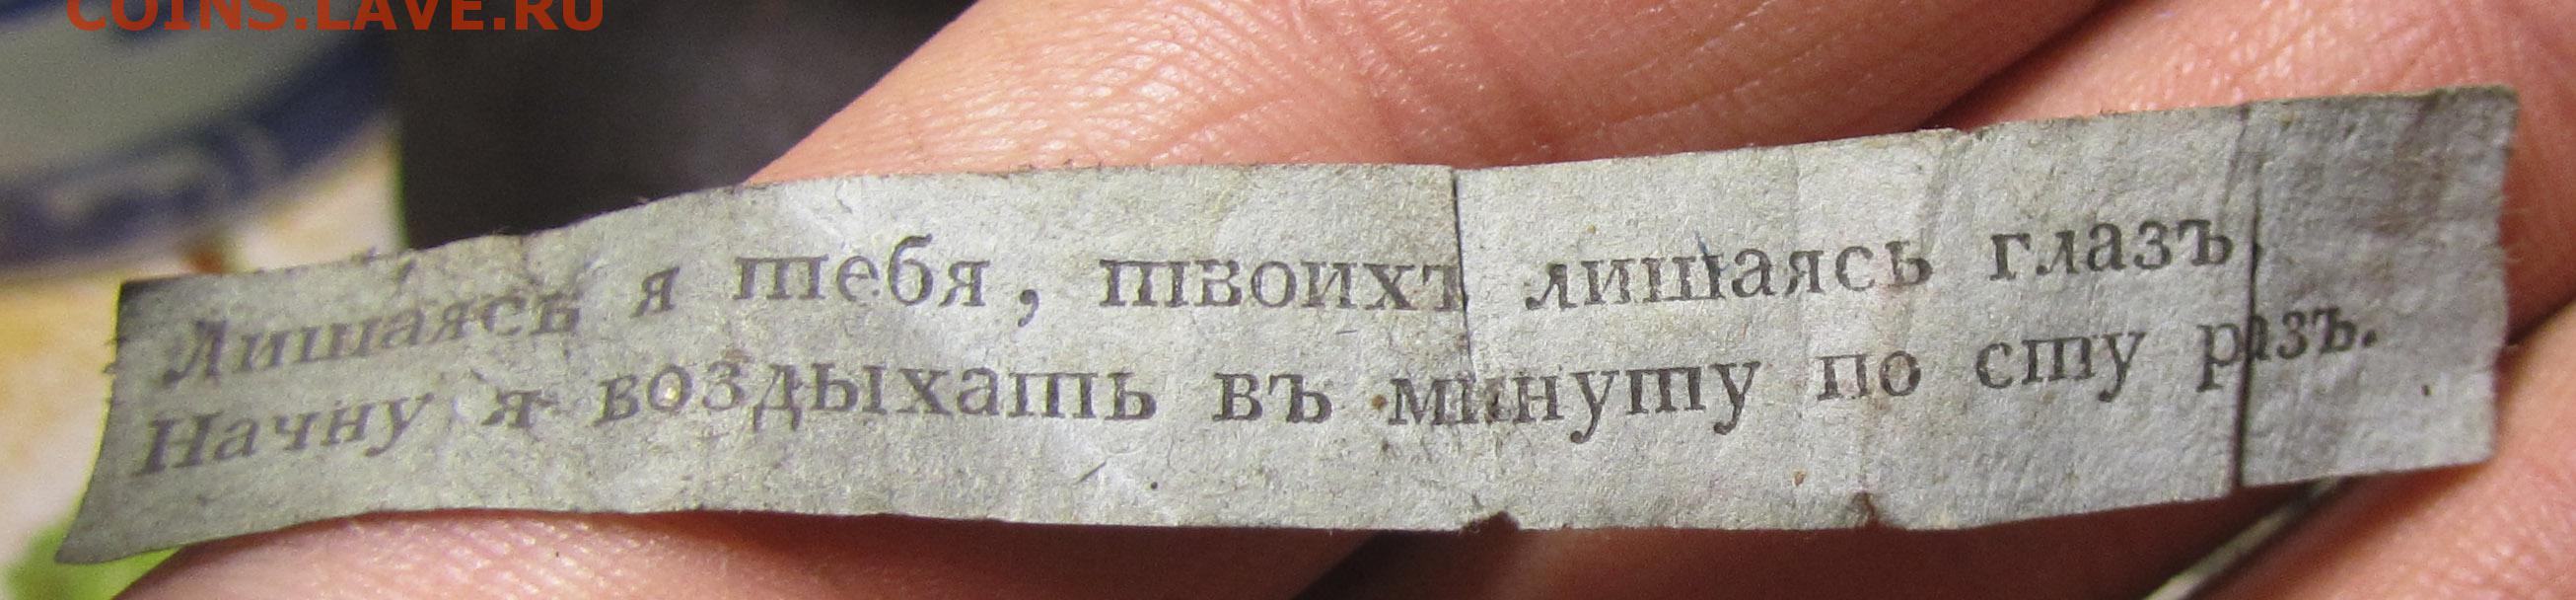 COINS.LAVE.RU
Лишаясь я тебя, твоихъ лишаясь глазъ,
Начну я воздыхать въ минуту по сту разъ.